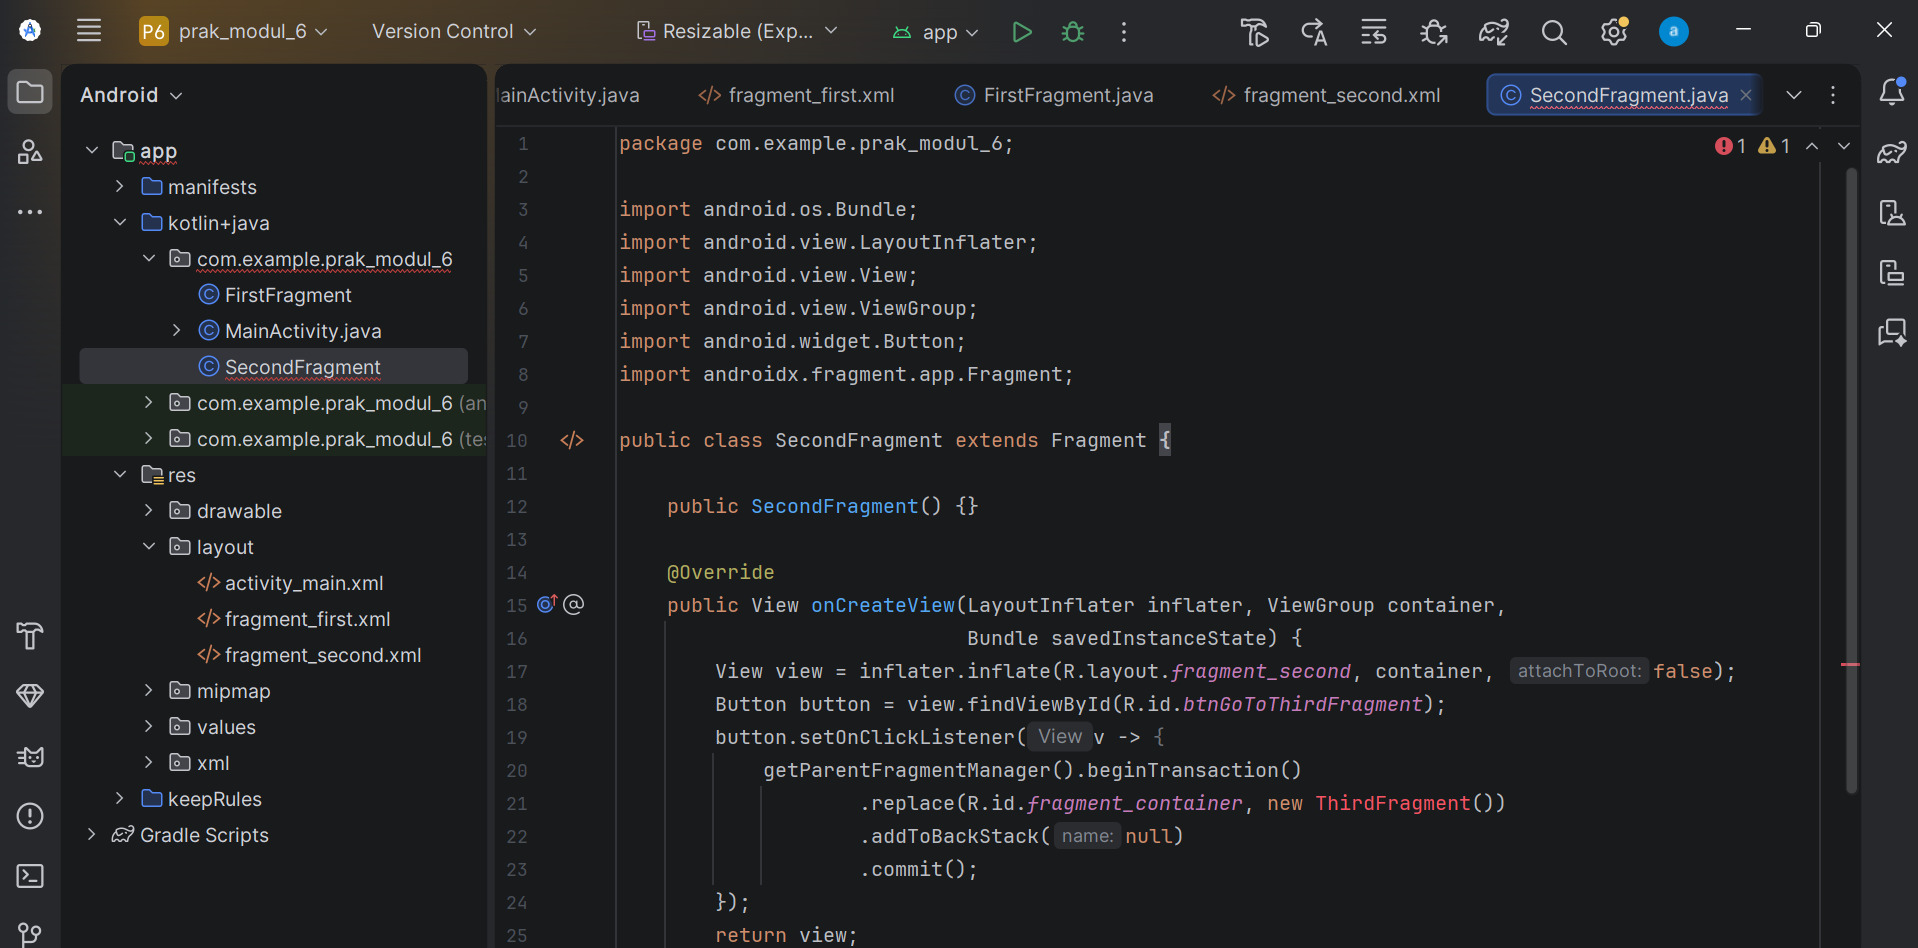 P6 prak_modul_6 Version Control Resizable (Exp... app a
Android
app
manifests
kotlin+java
com.example.prak_modul_6
FirstFragment
MainActivity.java
SecondFragment
com.example.prak_modul_6 (an
com.example.prak_modul_6 (tes
res
drawable
layout
activity_main.xml
fragment_first.xml
fragment_second.xml
mipmap
values
xml
keepRules
Gradle Scripts
ainActivity.java fragment_first.xml FirstFragment.java fragment_second.xml SecondFragment.java
1 package com.example.prak_modul_6; 1 1
2
3 import android.os.Bundle;
4 import android.view.LayoutInflater;
5 import android.view.View;
6 import android.view.ViewGroup;
7 import android.widget.Button;
8 import androidx.fragment.app.Fragment;
9
10 public class SecondFragment extends Fragment {
11
12 public SecondFragment() {}
13
14 @Override
15 public View onCreateView(LayoutInflater inflater, ViewGroup container,
16 Bundle savedInstanceState) {
17 View view = inflater.inflate(R.layout.fragment_second, container, attachToRoot: false);
18 Button button = view.findViewById(R.id.btnGoToThirdFragment);
19 button.setOnClickListener( View v -> {
20 getParentFragmentManager().beginTransaction()
21 .replace(R.id.fragment_container, new ThirdFragment())
22 .addToBackStack( name: null)
23 .commit();
24 });
25 return view;